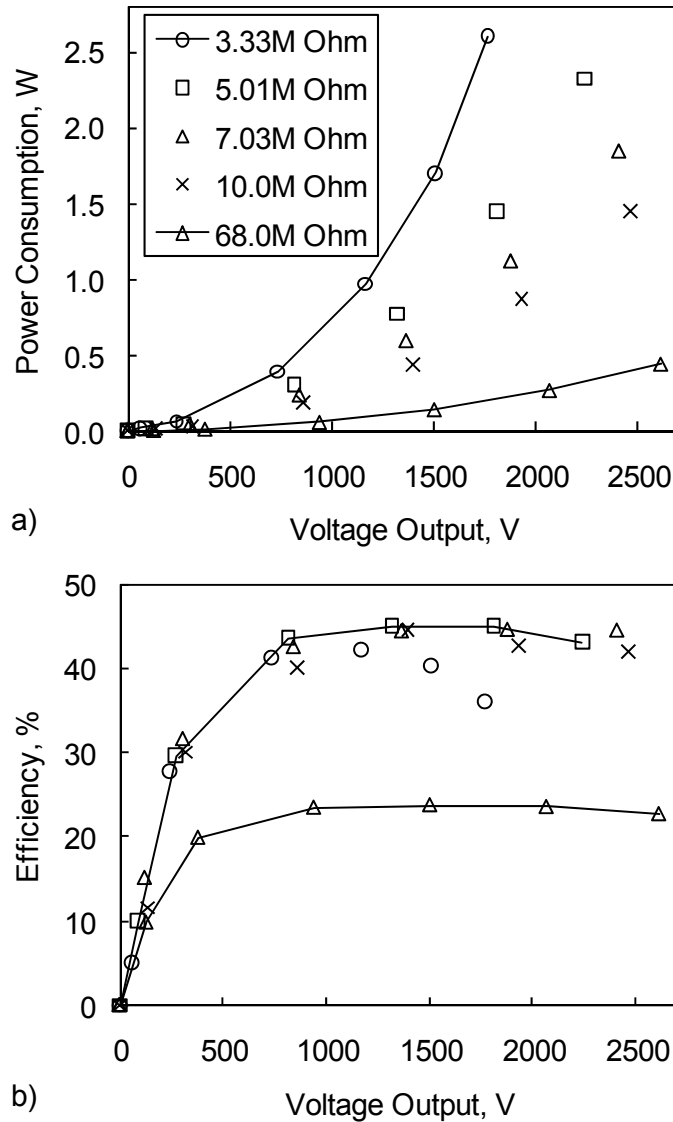 3.33M Ohm
5.01M Ohm
7.03M Ohm
10.0M Ohm
68.0M Ohm
Power Consumption, W
2.5
2.0
1.5
1.0
0.5
0.0
0 500 1000 1500 2000 2500
Voltage Output, V
a)
Efficiency, %
50
40
30
20
10
0
0 500 1000 1500 2000 2500
Voltage Output, V
b)